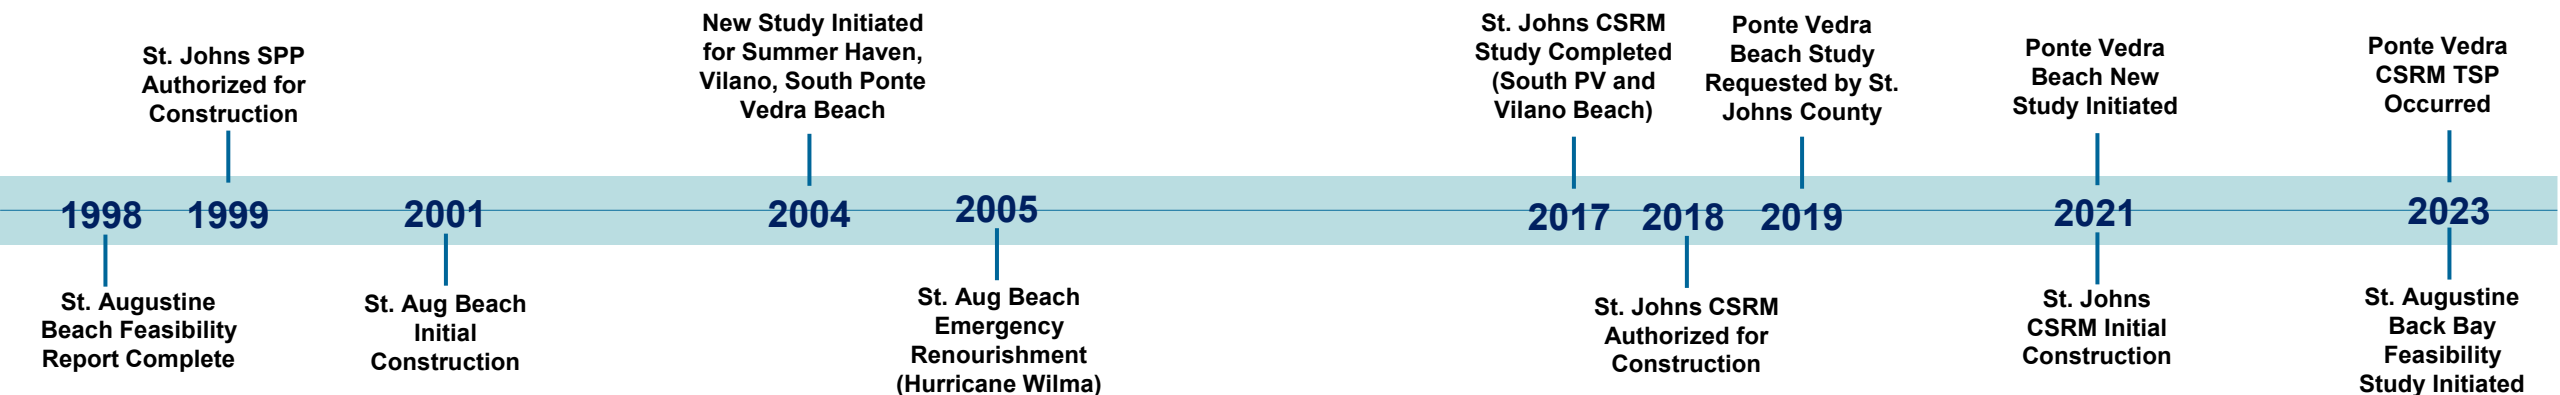 St. Johns SPP
Authorized for
Construction
New Study Initiated
for Summer Haven,
Vilano, South Ponte
Vedra Beach
St. Johns CSRM
Study Completed
(South PV and
Vilano Beach)
Ponte Vedra
Beach Study
Requested by St.
Johns County
Ponte Vedra
Beach New
Study Initiated
Ponte Vedra
CSRM TSP
Occurred
1998
1999
2001
2004
2005
2017
2018
2019
2021
2023
St. Augustine
Beach Feasibility
Report Complete
St. Aug Beach
Initial
Construction
St. Aug Beach
Emergency
Renourishment
(Hurricane Wilma)
St. Johns CSRM
Authorized for
Construction
St. Johns
CSRM Initial
Construction
St. Augustine
Back Bay
Feasibility
Study Initiated